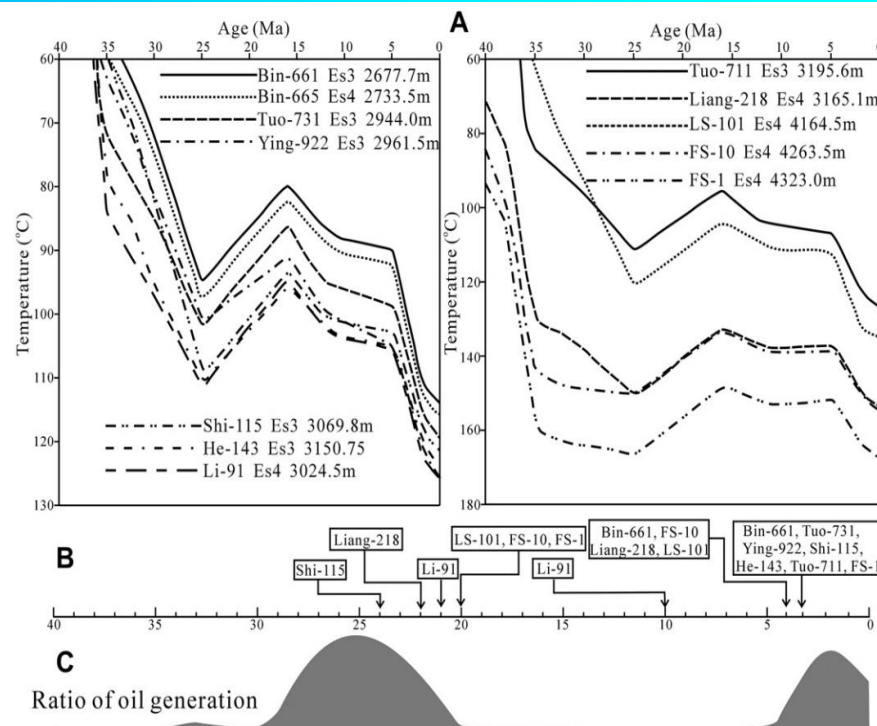 A
Age (Ma)
40 35 30 25 20 15 10 5 0
60
70
80
90
100
110
120
130
Temperature (°C)
Bin-661 Es3 2677.7m
Bin-665 Es4 2733.5m
Tuo-731 Es3 2944.0m
Ying-922 Es3 2961.5m
Shi-115 Es3 3069.8m
He-143 Es3 3150.75
Li-91 Es4 3024.5m
Age (Ma)
40 35 30 25 20 15 10 5 0
60
80
100
120
140
160
180
Temperature (°C)
Tuo-711 Es3 3195.6m
Liang-218 Es4 3165.1m
LS-101 Es4 4164.5m
FS-10 Es4 4263.5m
FS-1 Es4 4323.0m
B
Shi-115
Liang-218
Li-91
LS-101, FS-10, FS-1
Li-91
Bin-661, FS-10
Liang-218, LS-101
Bin-661, Tuo-731,
Ying-922, Shi-115,
He-143, Tuo-711, FS-1
40 35 30 25 20 15 10 5 0
C
Ratio of oil generation